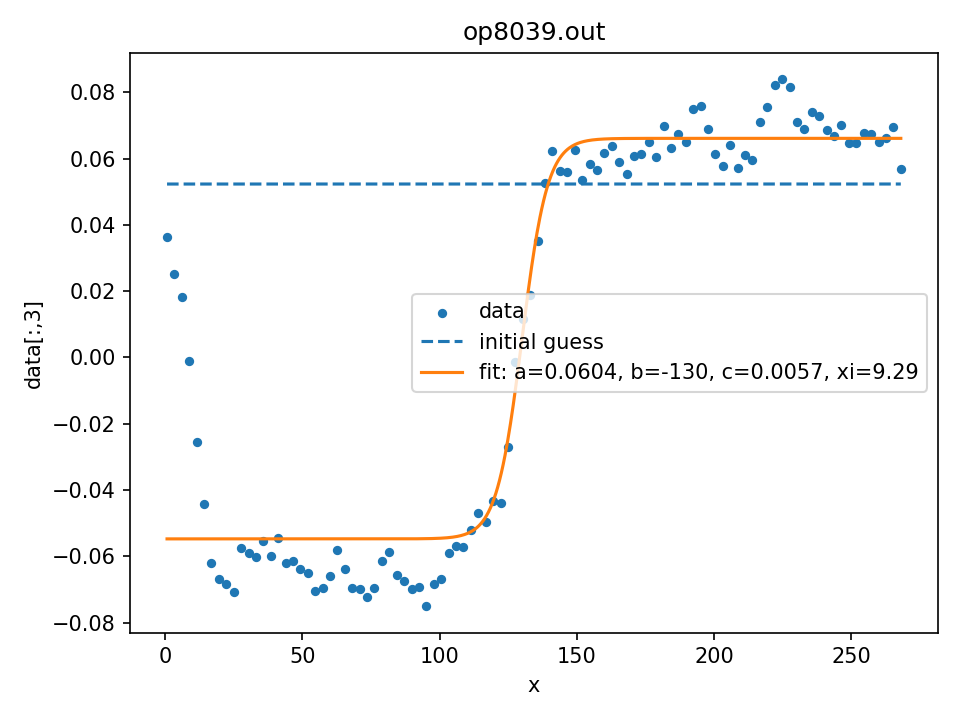 op8039.out
0.08
0.06
0.04
0.02
0.00
−0.02
−0.04
−0.06
−0.08
data[:,3]
data
initial guess
fit: a=0.0604, b=-130, c=0.0057, xi=9.29
0 50 100 150 200 250
x